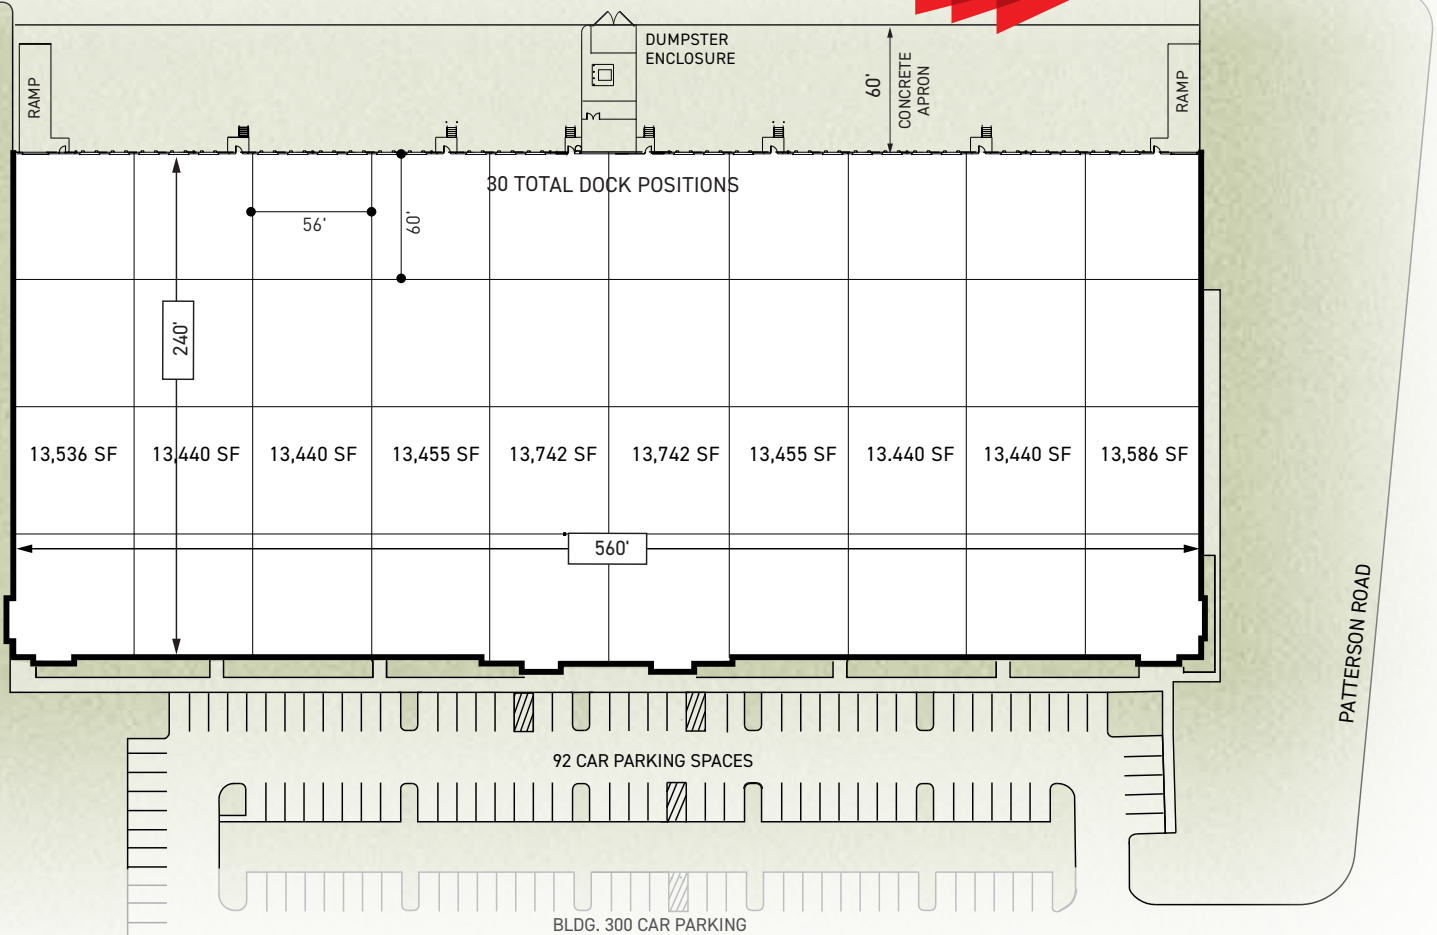 DUMPSTER
ENCLOSURE
RAMP
60'
CONCRETE
APRON
RAMP
30 TOTAL DOCK POSITIONS
56'
60'
240'
13,536 SF
13,440 SF
13,440 SF
13,455 SF
13,742 SF
13,742 SF
13,455 SF
13.440 SF
13,440 SF
13,586 SF
560'
PATTERSON ROAD
92 CAR PARKING SPACES
BLDG. 300 CAR PARKING